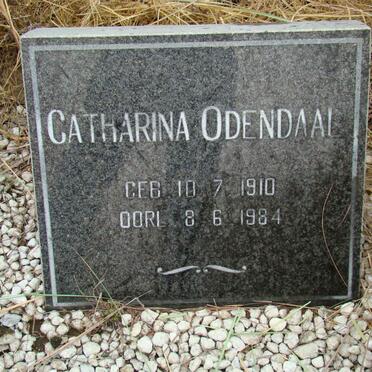 CATHARINA ODENDAAL
GEB 10 7 1910
OORL 8 6 1984